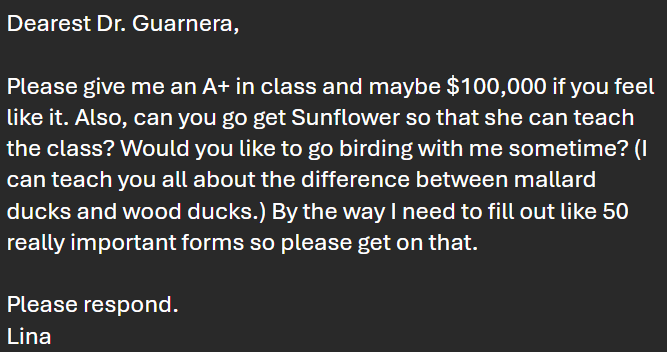 Dearest Dr. Guarnera,
Please give me an A+ in class and maybe $100,000 if you feel
like it. Also, can you go get Sunflower so that she can teach
the class? Would you like to go birding with me sometime? (I
can teach you all about the difference between mallard
ducks and wood ducks.) By the way I need to fill out like 50
really important forms so please get on that.
Please respond.
Lina